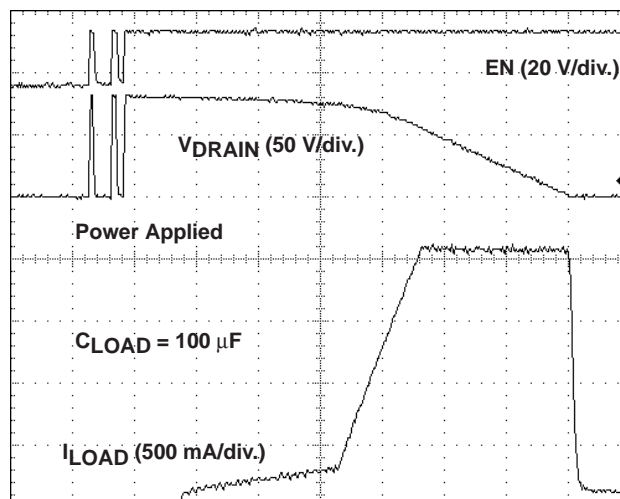 EN (20 V/div.)
VDRAIN (50 V/div.)
Power Applied
CLOAD = 100 μF
ILOAD (500 mA/div.)